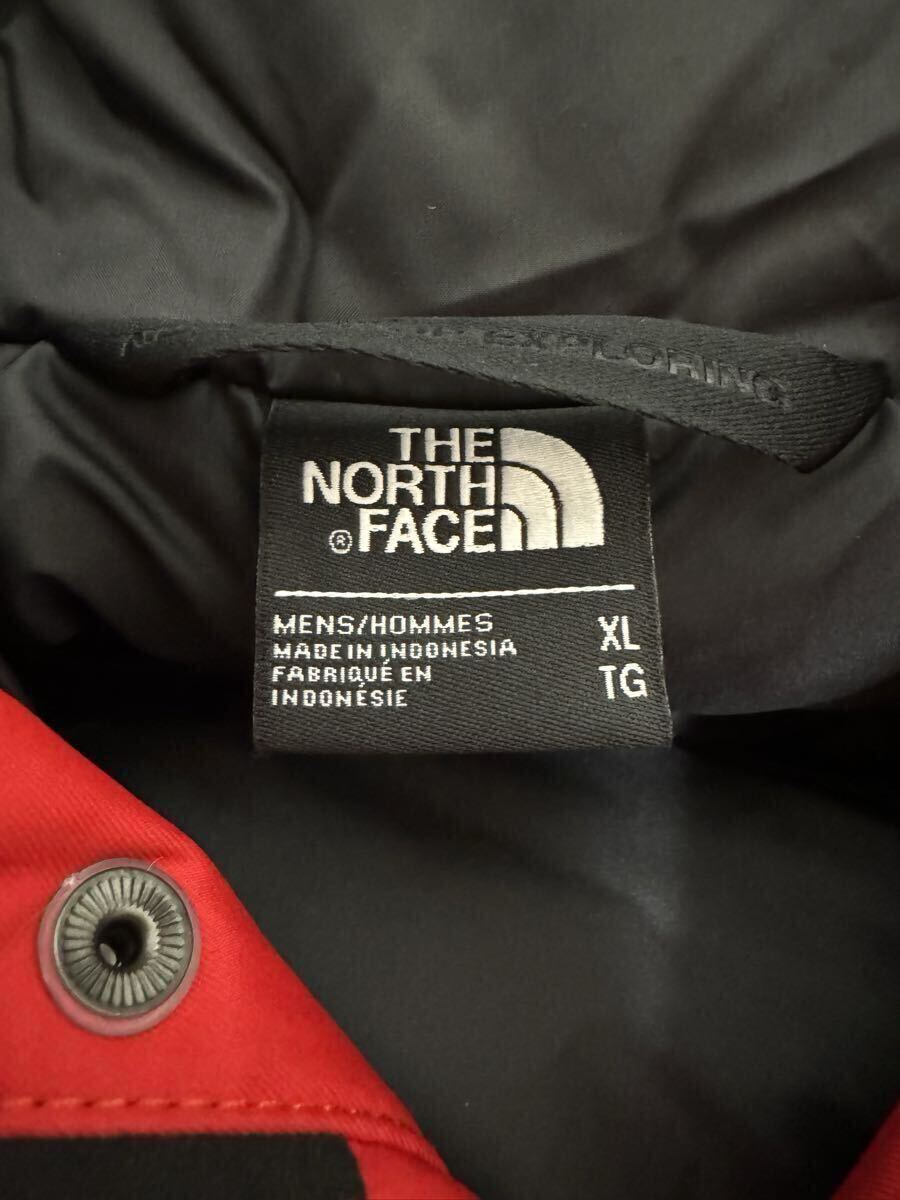 EXPLORING
THE
NORTH
® FACE
MENS/HOMMES XL
MADE IN INDONESIA
FABRIQUÉ EN TG
INDONÉSIE